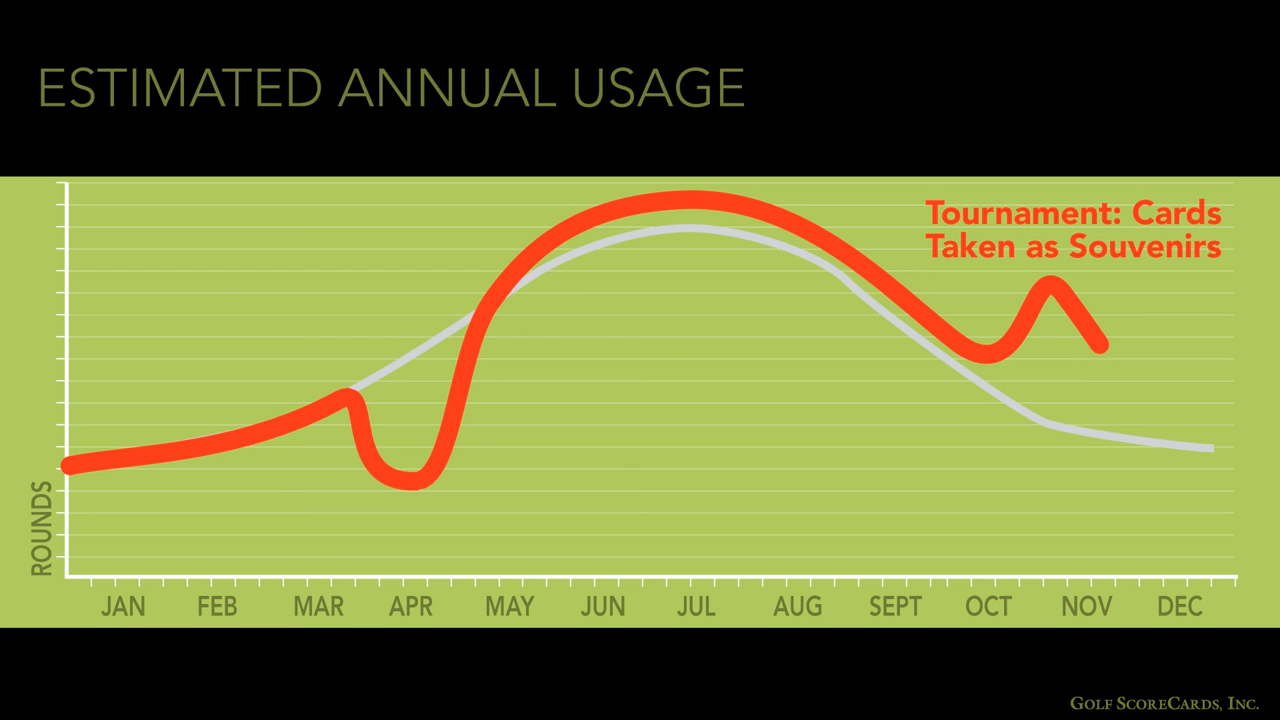 ESTIMATED ANNUAL USAGE
Tournament: Cards
Taken as Souvenirs
ROUNDS
JAN FEB MAR APR MAY JUN JUL AUG SEPT OCT NOV DEC
GOLF SCORECARDS, INC.